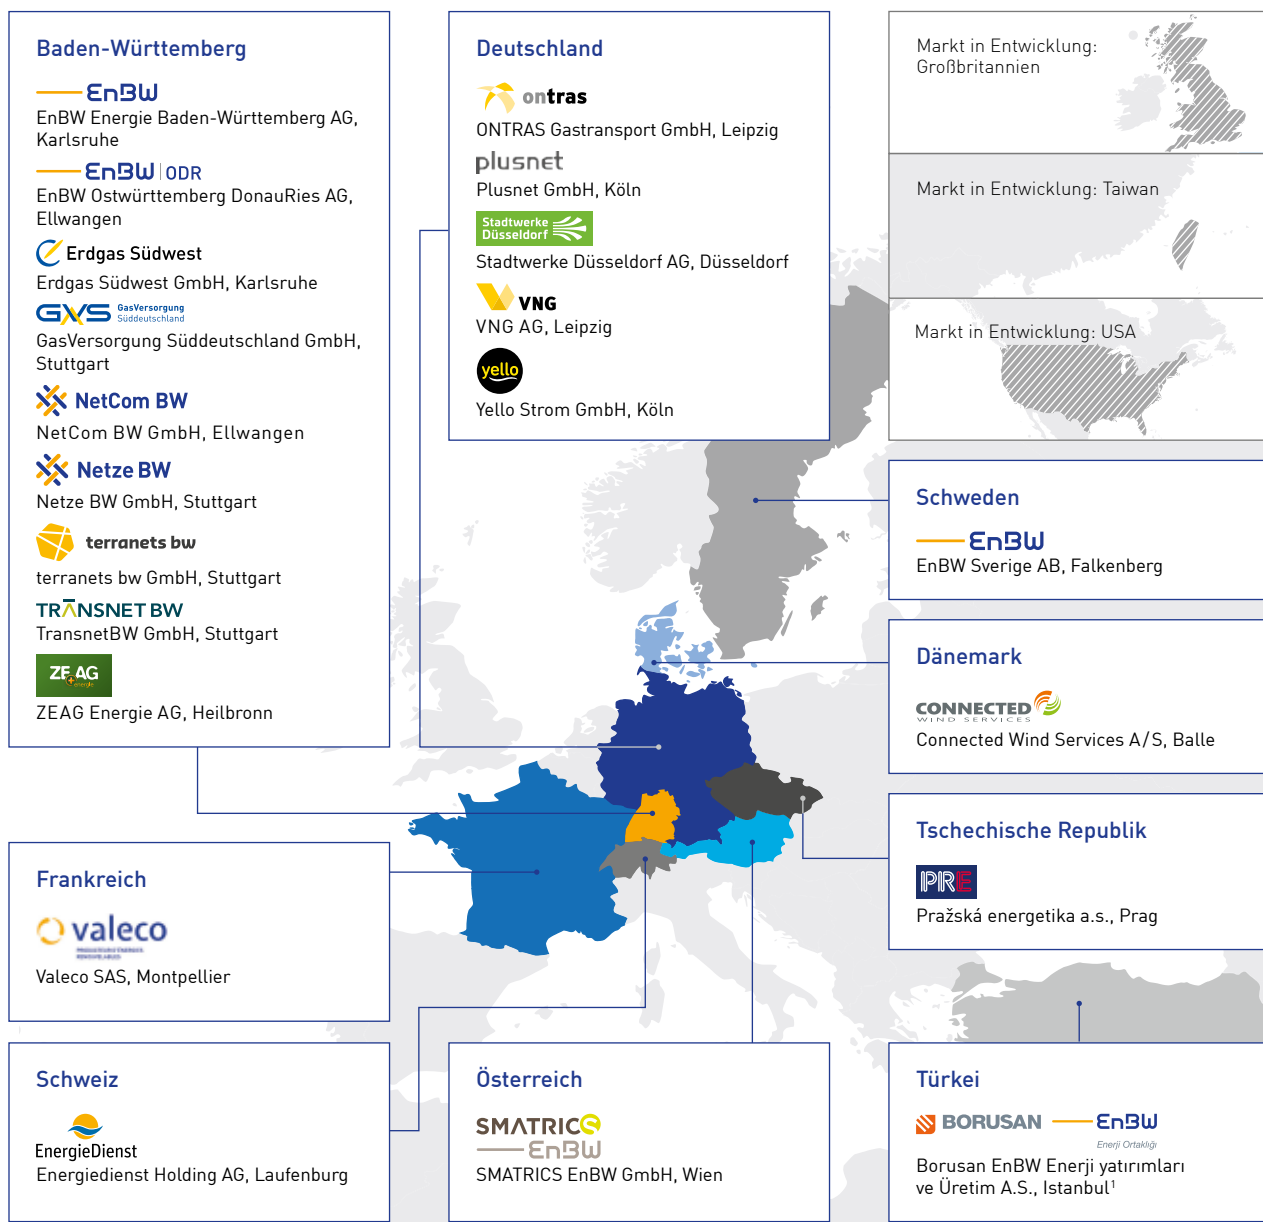 Baden-Württemberg
EnBW
EnBW Energie Baden-Württemberg AG,
Karlsruhe
EnBW ODR
EnBW Ostwürttemberg DonauRies AG,
Ellwangen
Erdgas Südwest
Erdgas Südwest GmbH, Karlsruhe
GVS GasVersorgung
Süddeutschland
GasVersorgung Süddeutschland GmbH,
Stuttgart
NetCom BW
NetCom BW GmbH, Ellwangen
Netze BW
Netze BW GmbH, Stuttgart
terranets bw
terranets bw GmbH, Stuttgart
TRANSNET BW
TransnetBW GmbH, Stuttgart
ZEAG
energie
ZEAG Energie AG, Heilbronn
Deutschland
ontras
ONTRAS Gastransport GmbH, Leipzig
plusnet
Plusnet GmbH, Köln
Stadtwerke
Düsseldorf
Stadtwerke Düsseldorf AG, Düsseldorf
VNG
VNG AG, Leipzig
yello
Yello Strom GmbH, Köln
Markt in Entwicklung:
Großbritannien
Markt in Entwicklung: Taiwan
Markt in Entwicklung: USA
Schweden
EnBW
EnBW Sverige AB, Falkenberg
Dänemark
CONNECTED
WIND SERVICES
Connected Wind Services A/S, Balle
Tschechische Republik
PRE
Pražská energetika a.s., Prag
Frankreich
valeco
PRODUCTEUR D'ÉNERGIES
RENOUVELABLES
Valeco SAS, Montpellier
Schweiz
EnergieDienst
Energiedienst Holding AG, Laufenburg
Österreich
SMATRICS
EnBW
SMATRICS EnBW GmbH, Wien
Türkei
BORUSAN EnBW
Enerji Ortaklığı
Borusan EnBW Enerji yatırımları
ve Üretim A.S., Istanbul¹